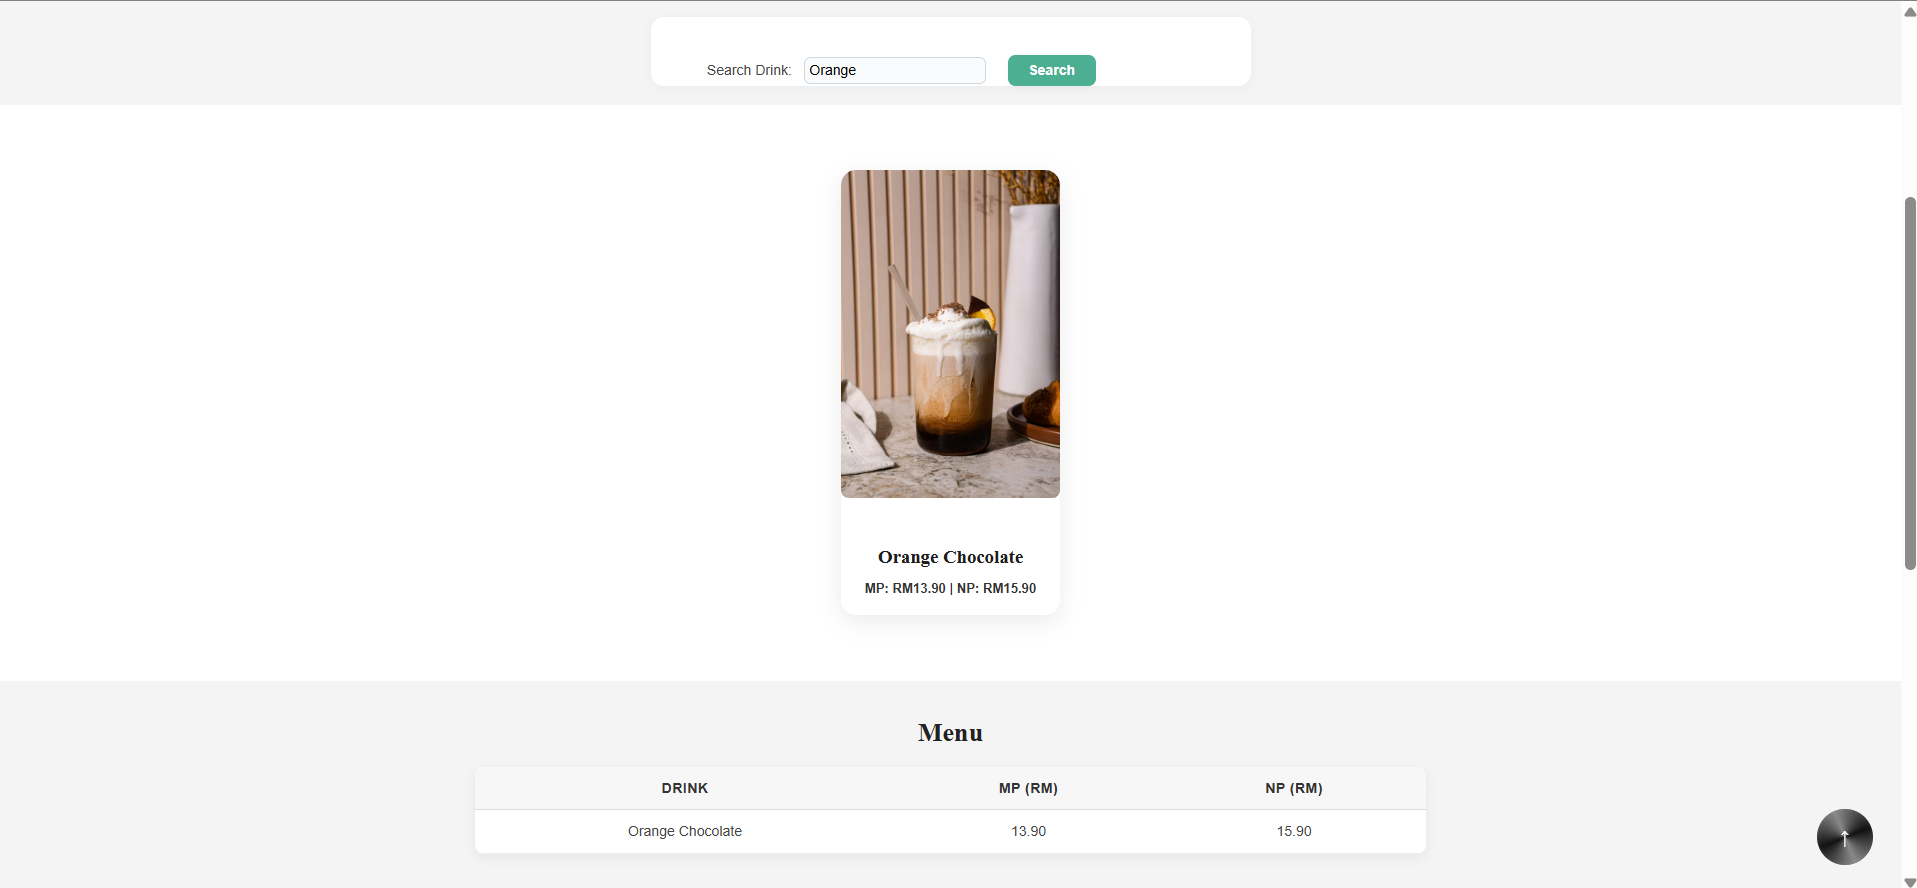 Search Drink: Orange Search
Orange Chocolate
MP: RM13.90 | NP: RM15.90
Menu
DRINK MP (RM) NP (RM)
Orange Chocolate 13.90 15.90
↑